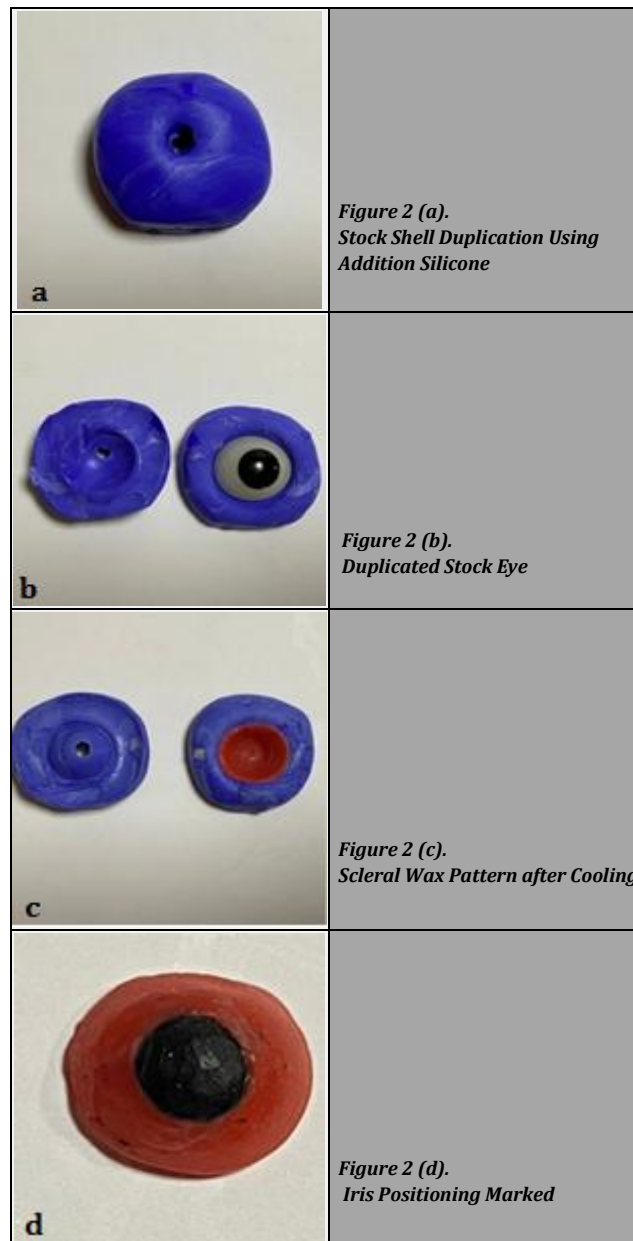 a
Figure 2 (a).
Stock Shell Duplication Using
Addition Silicone
b
Figure 2 (b).
Duplicated Stock Eye
c
Figure 2 (c).
Scleral Wax Pattern after Cooling
d
Figure 2 (d).
Iris Positioning Marked